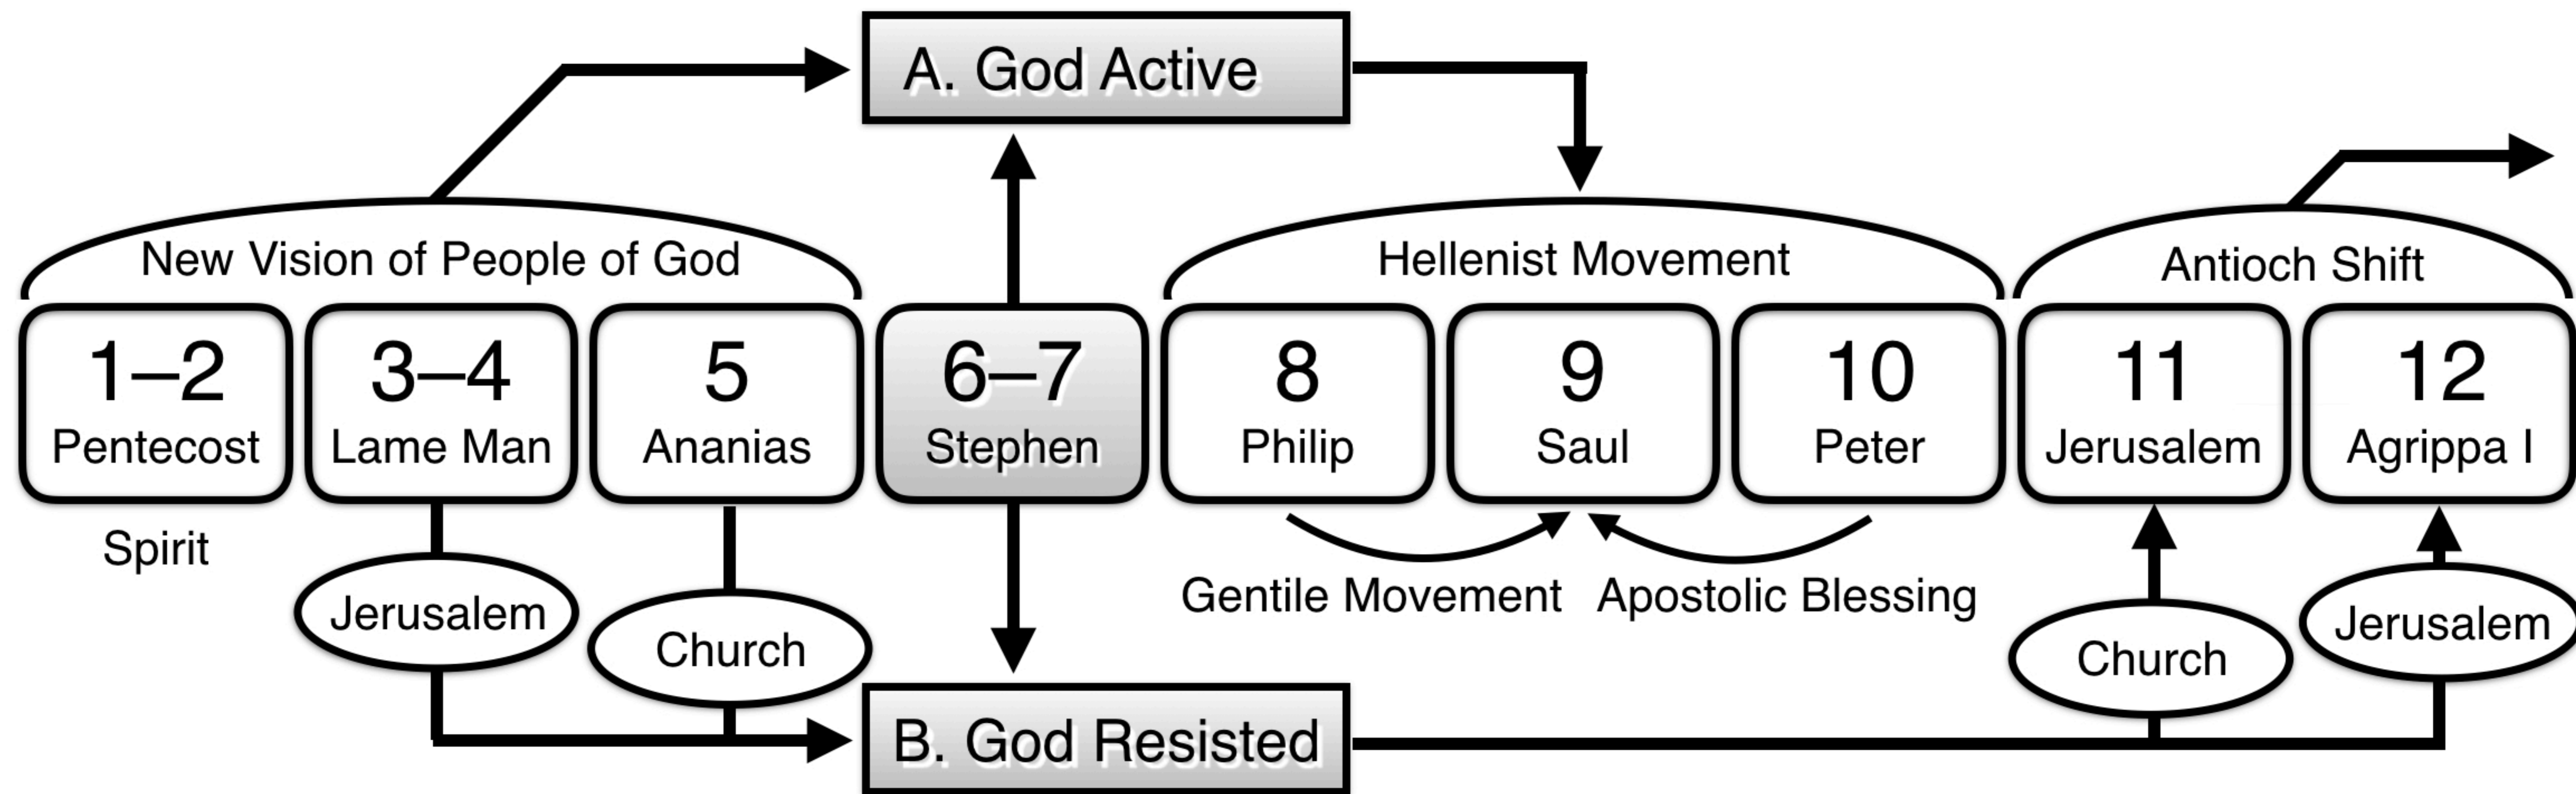 A. God Active
New Vision of People of God
Hellenist Movement
Antioch Shift
1–2
Pentecost
3–4
Lame Man
5
Ananias
6–7
Stephen
8
Philip
9
Saul
10
Peter
11
Jerusalem
12
Agrippa I
Spirit
Jerusalem
Church
Gentile Movement
Apostolic Blessing
Church
Jerusalem
B. God Resisted